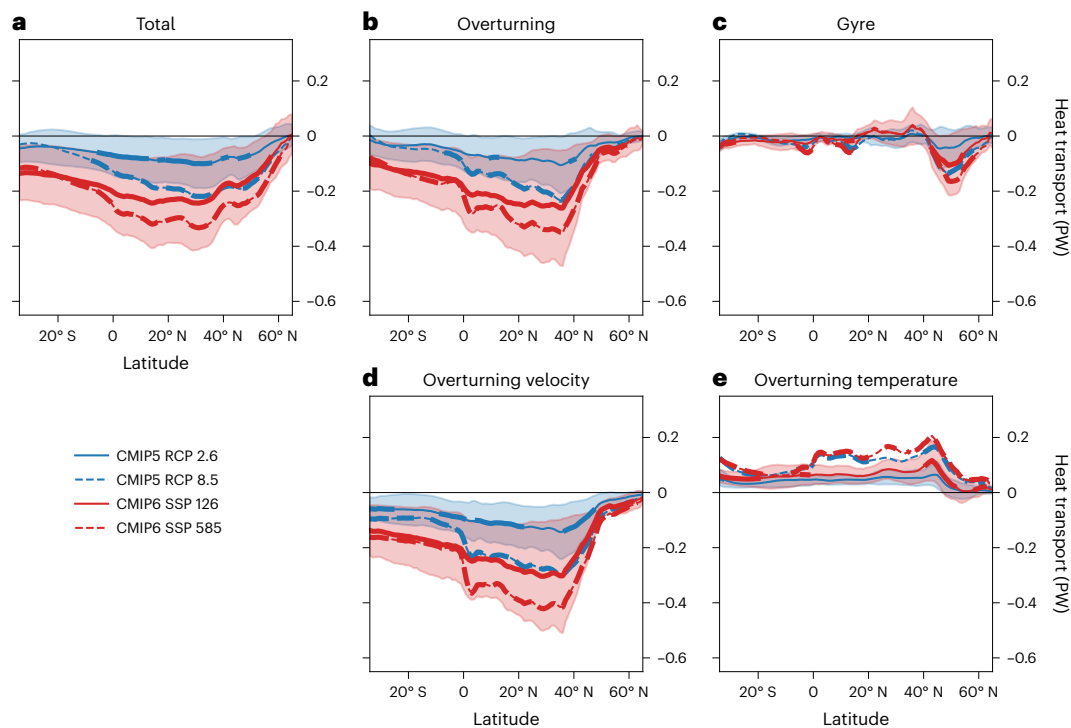 a Total
b Overturning
c Gyre
0.2
0
−0.2
−0.4
−0.6
0.2
0
−0.2
−0.4
−0.6
0.2
0
−0.2
−0.4
−0.6
Heat transport (PW)
20° S 0 20° N 40° N 60° N
20° S 0 20° N 40° N 60° N
20° S 0 20° N 40° N 60° N
Latitude
d Overturning velocity
e Overturning temperature
CMIP5 RCP 2.6
CMIP5 RCP 8.5
CMIP6 SSP 126
CMIP6 SSP 585
0.2
0
−0.2
−0.4
−0.6
0.2
0
−0.2
−0.4
−0.6
Heat transport (PW)
20° S 0 20° N 40° N 60° N
20° S 0 20° N 40° N 60° N
Latitude
Latitude